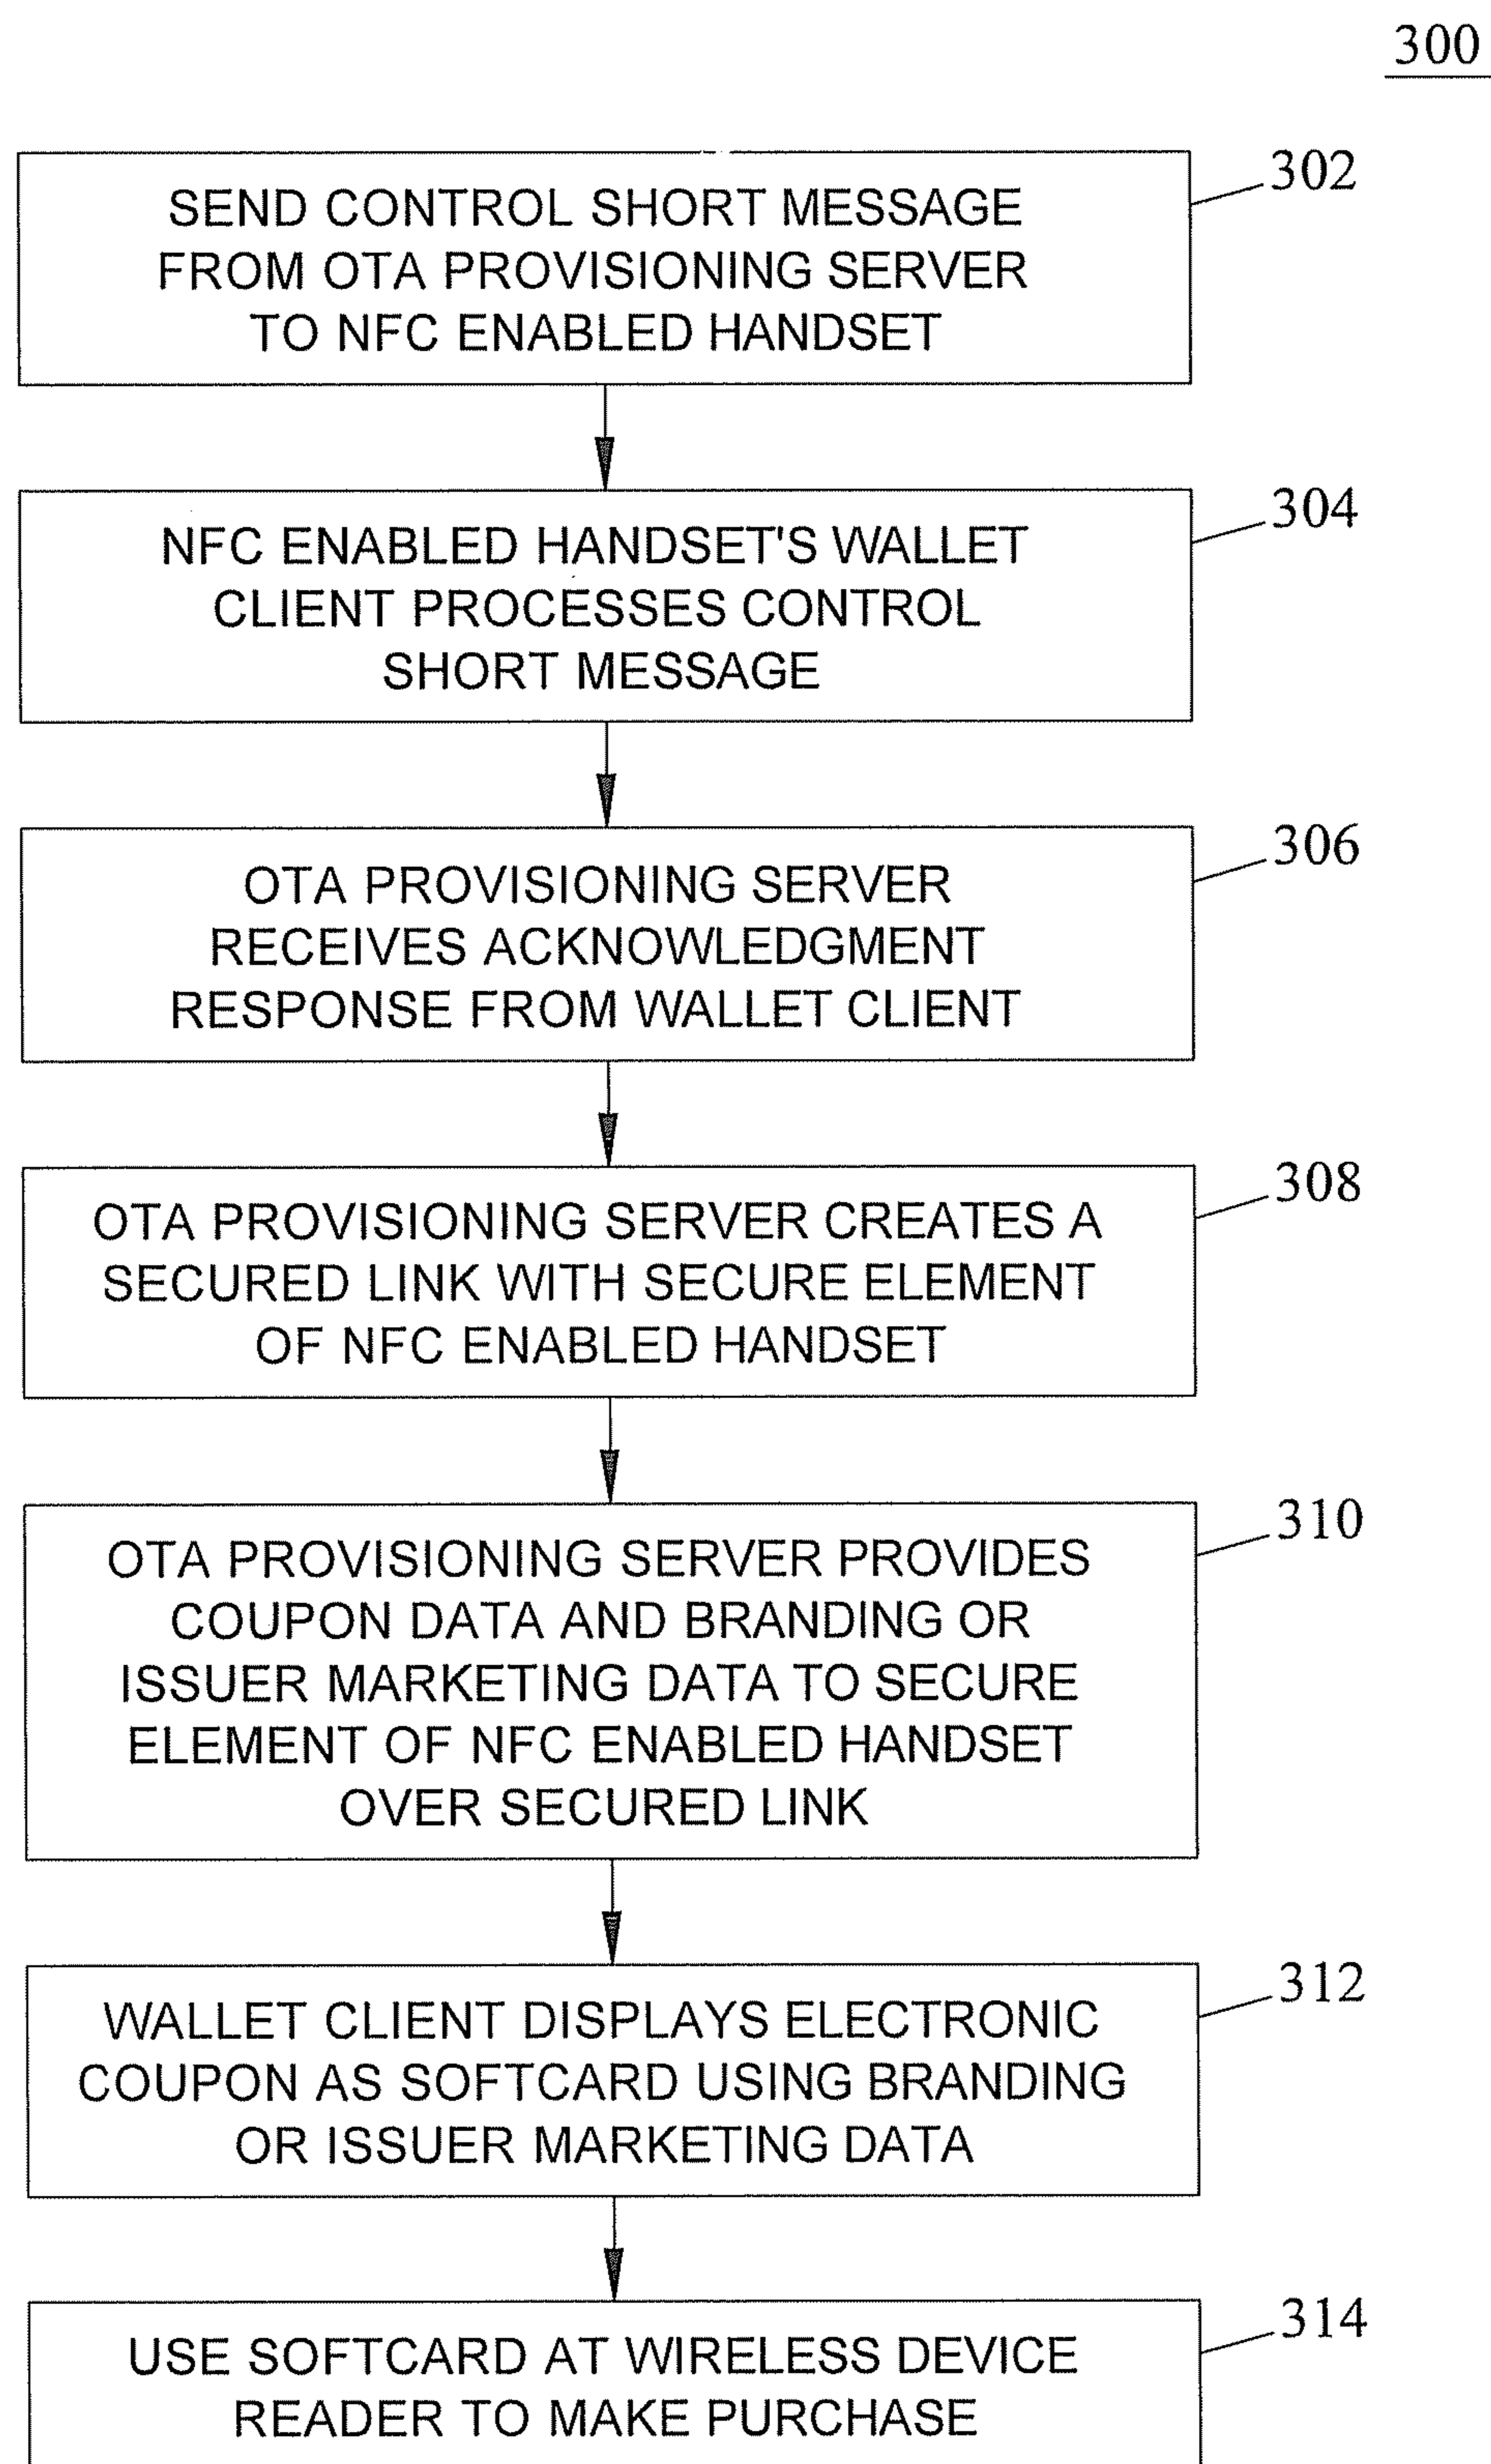 300
302
SEND CONTROL SHORT MESSAGE
FROM OTA PROVISIONING SERVER
TO NFC ENABLED HANDSET
304
NFC ENABLED HANDSET'S WALLET
CLIENT PROCESSES CONTROL
SHORT MESSAGE
306
OTA PROVISIONING SERVER
RECEIVES ACKNOWLEDGMENT
RESPONSE FROM WALLET CLIENT
308
OTA PROVISIONING SERVER CREATES A
SECURED LINK WITH SECURE ELEMENT
OF NFC ENABLED HANDSET
310
OTA PROVISIONING SERVER PROVIDES
COUPON DATA AND BRANDING OR
ISSUER MARKETING DATA TO SECURE
ELEMENT OF NFC ENABLED HANDSET
OVER SECURED LINK
312
WALLET CLIENT DISPLAYS ELECTRONIC
COUPON AS SOFTCARD USING BRANDING
OR ISSUER MARKETING DATA
314
USE SOFTCARD AT WIRELESS DEVICE
READER TO MAKE PURCHASE